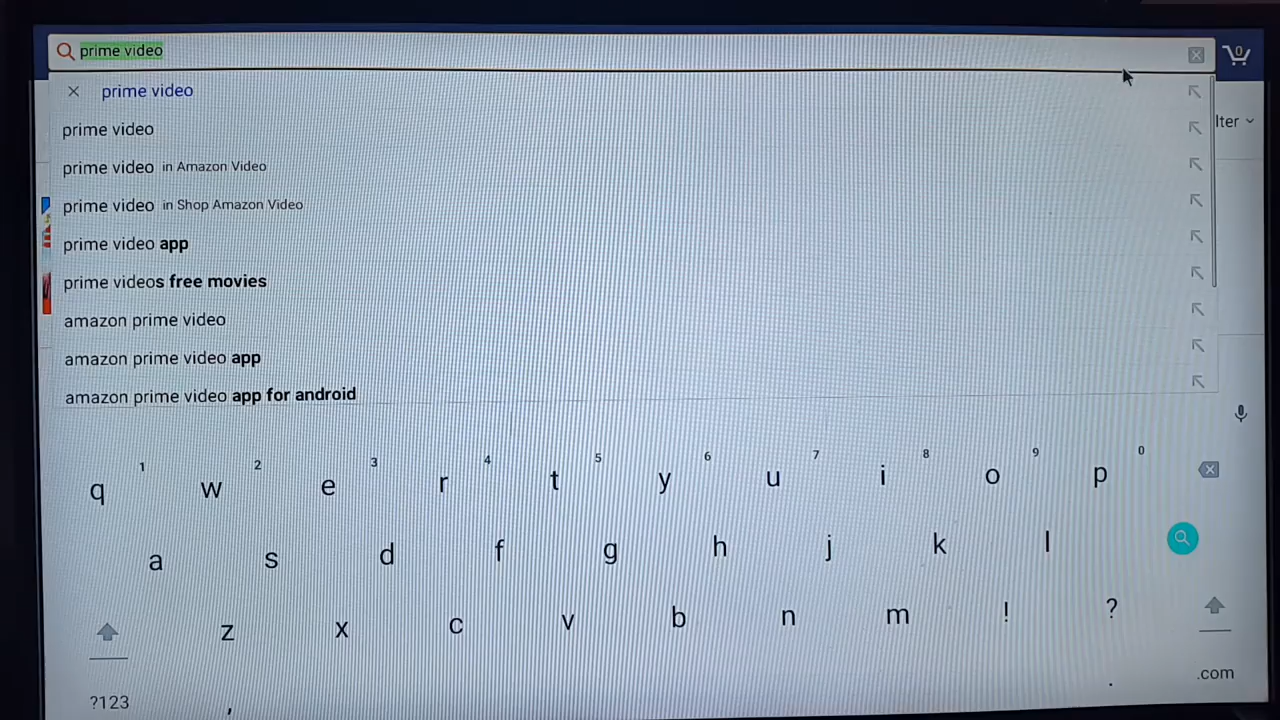 prime video
0
prime video
lter
prime video
prime video in Amazon Video
prime video in Shop Amazon Video
prime video app
prime videos free movies
amazon prime video
amazon prime video app
amazon prime video app for android
1 2 3 4 5 6 7 8 9 0
q w e r t y u i o p
a s d f g h j k l
z x c v b n m ! ?
?123 , . .com